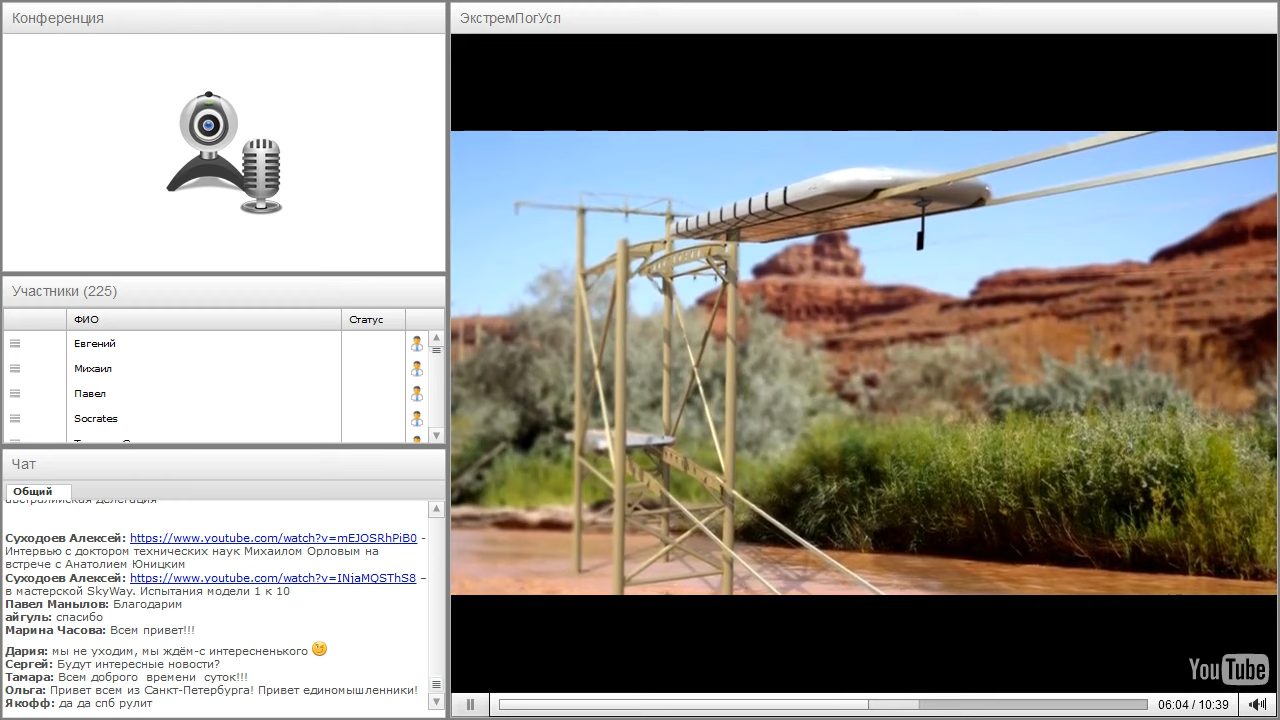 Конференция
ЭкстремПогУсл
Участники (225)
ФИО
Статус
Евгений
Михаил
Павел
Socrates
Чат
Общий
австралийская делегация
Суходоев Алексей: https://www.youtube.com/watch?v=mEJOSRhPiB0 -
Интервью с доктором технических наук Михаилом Орловым на
встрече с Анатолием Юницким
Суходоев Алексей: https://www.youtube.com/watch?v=INjaMQSThS8 –
в мастерской SkyWay. Испытания модели 1 к 10
Павел Манылов: Благодарим
айгуль: спасибо
Марина Часова: Всем привет!!!
Дария: мы не уходим, мы ждём-с интересненького
Сергей: Будут интересные новости?
Тамара: Всем доброго времени суток!!!
Ольга: Привет всем из Санкт-Петербурга! Привет единомышленники!
Якофф: да да спб рулит
YouTube
06:04 / 10:39